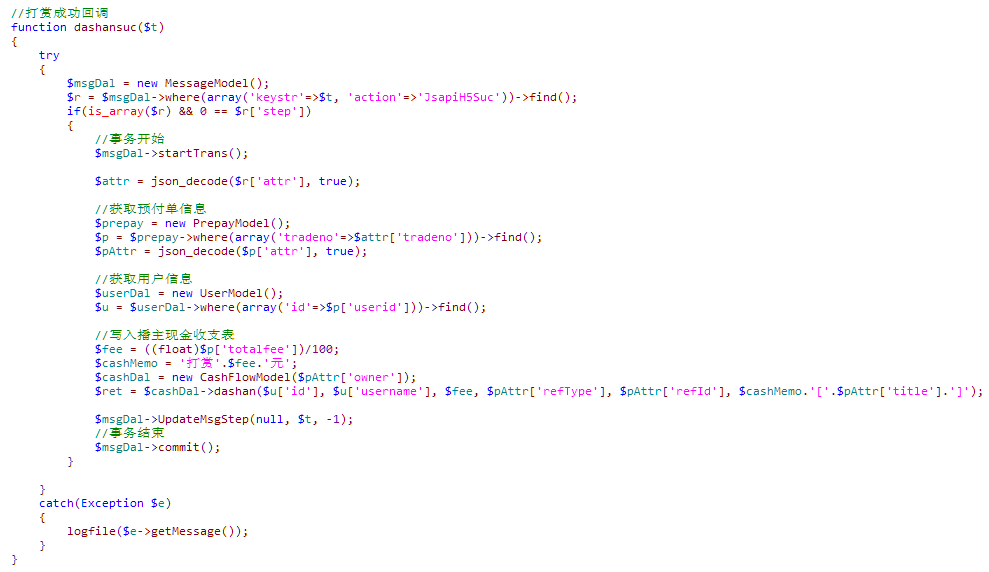 //打赏成功回调
function dashansuc($t)
{
    try
    {
        $msgDal = new MessageModel();
        $r = $msgDal->where(array('keystr'=>$t, 'action'=>'JsapiH5Suc'))->find();
        if(is_array($r) && 0 == $r['step'])
        {
            //事务开始
            $msgDal->startTrans();

            $attr = json_decode($r['attr'], true);

            //获取预付单信息
            $prepay = new PrepayModel();
            $p = $prepay->where(array('tradeno'=>$attr['tradeno']))->find();
            $pAttr = json_decode($p['attr'], true);

            //获取用户信息
            $userDal = new UserModel();
            $u = $userDal->where(array('id'=>$p['userid']))->find();

            //写入播主现金收支表
            $fee = ((float)$p['totalfee'])/100;
            $cashMemo = '打赏'.$fee.'元';
            $cashDal = new CashFlowModel($pAttr['owner']);
            $ret = $cashDal->dashan($u['id'], $u['username'], $fee, $pAttr['refType'], $pAttr['refId'], $cashMemo.'['.$pAttr['title'].']');

            $msgDal->UpdateMsgStep(null, $t, -1);
            //事务结束
            $msgDal->commit();
        }

    }
    catch(Exception $e)
    {
        logfile($e->getMessage());
    }
}